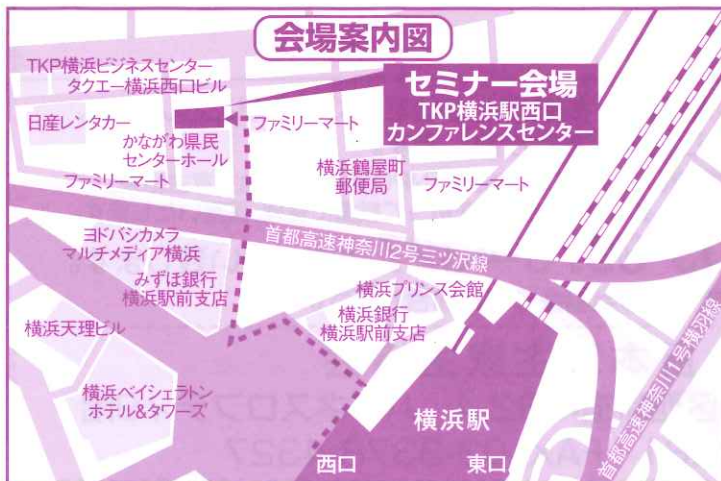 会場案内図
TKP横浜ビジネスセンター
タクエー横浜西口ビル
セミナー会場
TKP横浜駅西口
カンファレンスセンター
日産レンタカー
ファミリーマート
かながわ県民
センターホール
横浜鶴屋町
郵便局
ファミリーマート
ファミリーマート
首都高速神奈川2号三ツ沢線
ヨドバシカメラ
マルチメディア横浜
みずほ銀行
横浜駅前支店
横浜プリンス会館
横浜銀行
横浜駅前支店
横浜天理ビル
横浜ベイシェラトン
ホテル&タワーズ
首都高速神奈川1号横羽線
横浜駅
西口
東口